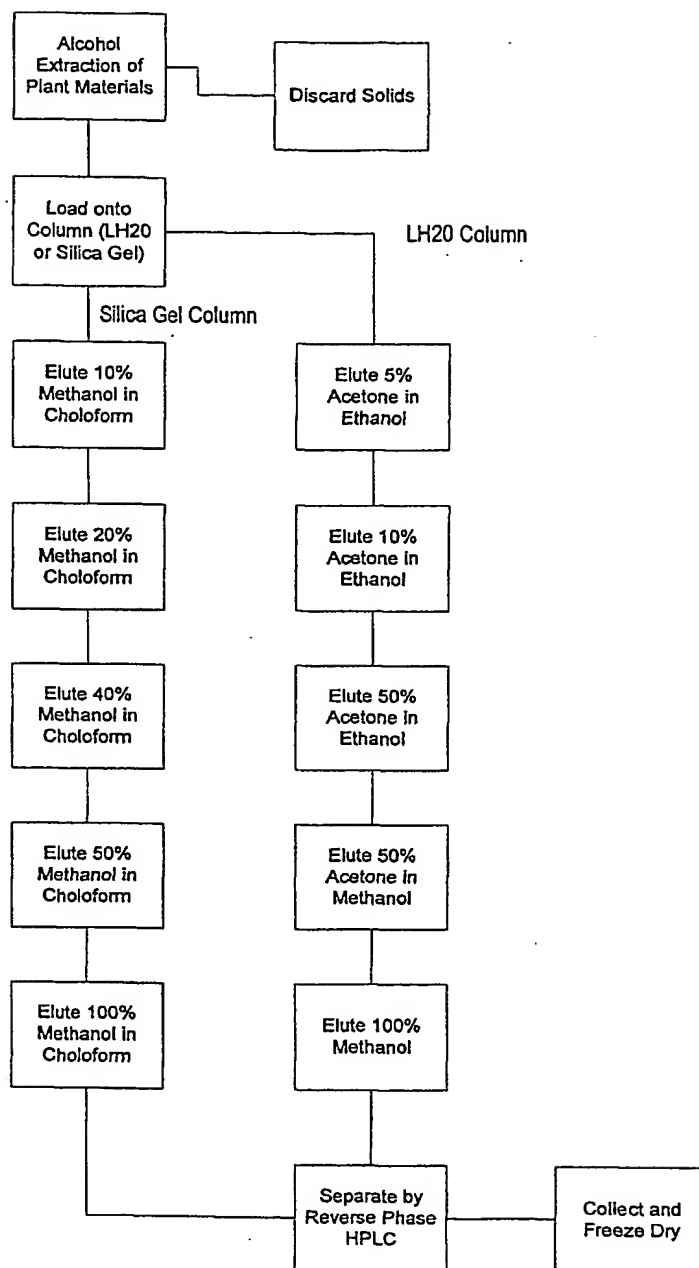 Alcohol
Extraction of
Plant Materials
Discard Solids
Load onto
Column (LH20
or Silica Gel)
LH20 Column
Silica Gel Column
Elute 10%
Methanol in
Choloform
Elute 5%
Acetone in
Ethanol
Elute 20%
Methanol in
Choloform
Elute 10%
Acetone in
Ethanol
Elute 40%
Methanol in
Choloform
Elute 50%
Acetone in
Ethanol
Elute 50%
Methanol in
Choloform
Elute 50%
Acetone in
Methanol
Elute 100%
Methanol in
Choloform
Elute 100%
Methanol
Separate by
Reverse Phase
HPLC
Collect and
Freeze Dry